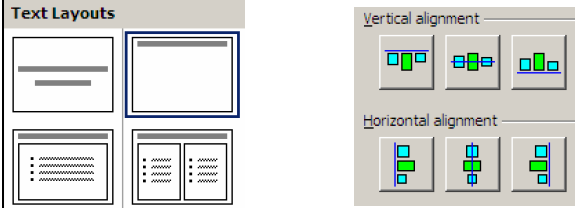 Text Layouts
Vertical alignment
Horizontal alignment